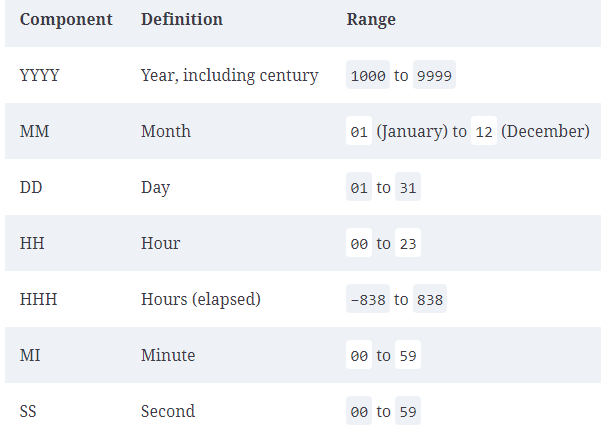 Component Definition Range
YYYY Year, including century 1000 to 9999
MM Month 01 (January) to 12 (December)
DD Day 01 to 31
HH Hour 00 to 23
HHH Hours (elapsed) -838 to 838
MI Minute 00 to 59
SS Second 00 to 59